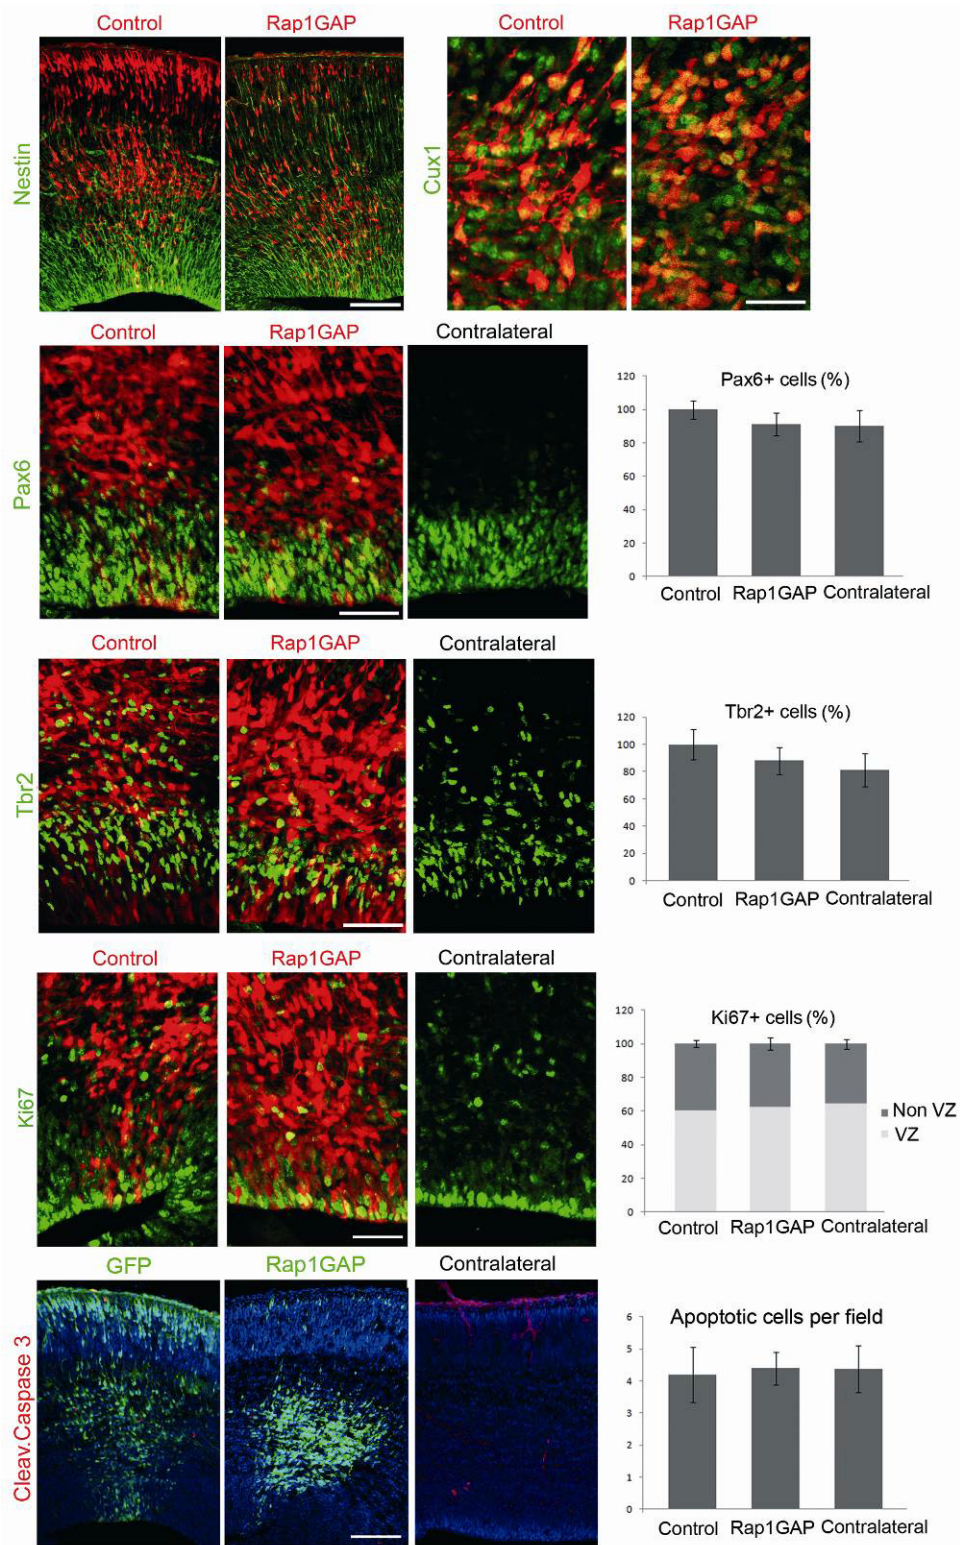 Control Rap1GAP Control Rap1GAP
Nestin
Cux1
Control Rap1GAP Contralateral
Pax6
Pax6+ cells (%)
120
100
80
60
40
20
0
Control Rap1GAP Contralateral
Control Rap1GAP Contralateral
Tbr2
Tbr2+ cells (%)
120
100
80
60
40
20
0
Control Rap1GAP Contralateral
Control Rap1GAP Contralateral
Ki67
Ki67+ cells (%)
120
100
80
60
40
20
0
Non VZ
VZ
Control Rap1GAP Contralateral
GFP Rap1GAP Contralateral
Cleav.Caspase 3
Apoptotic cells per field
6
5
4
3
2
1
0
Control Rap1GAP Contralateral